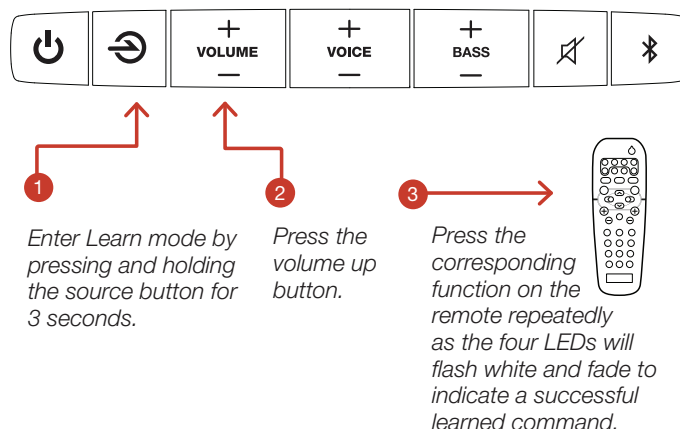 + + +
VOLUME VOICE BASS
— — —
1
2
3
Enter Learn mode by
pressing and holding
the source button for
3 seconds.
Press the
volume up
button.
Press the
corresponding
function on the
remote repeatedly
as the four LEDs will
flash white and fade to
indicate a successful
learned command.